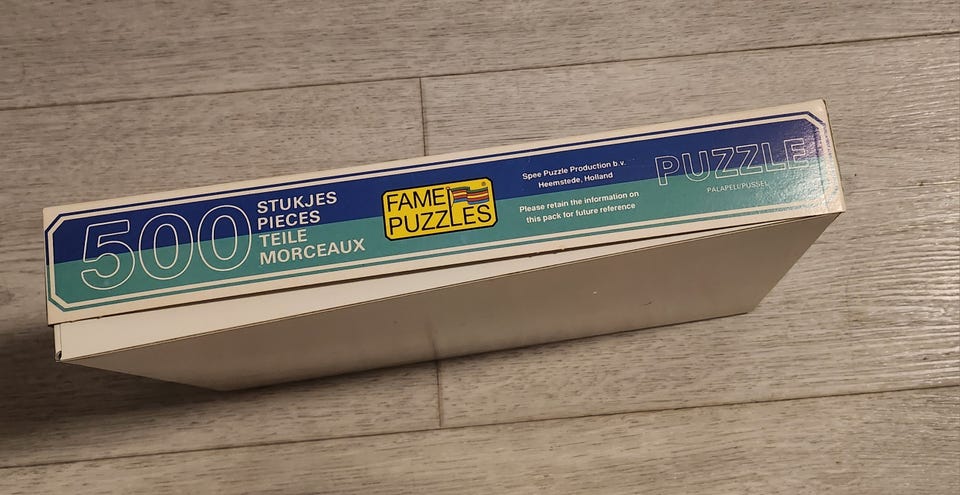 500
STUKJES
PIECES
TEILE
MORCEAUX
FAME
PUZZLES
Spee Puzzle Production b.v.
Heemstede, Holland
Please retain the information on
this pack for future reference
PUZZLE
PALAPELI/PUSSEL